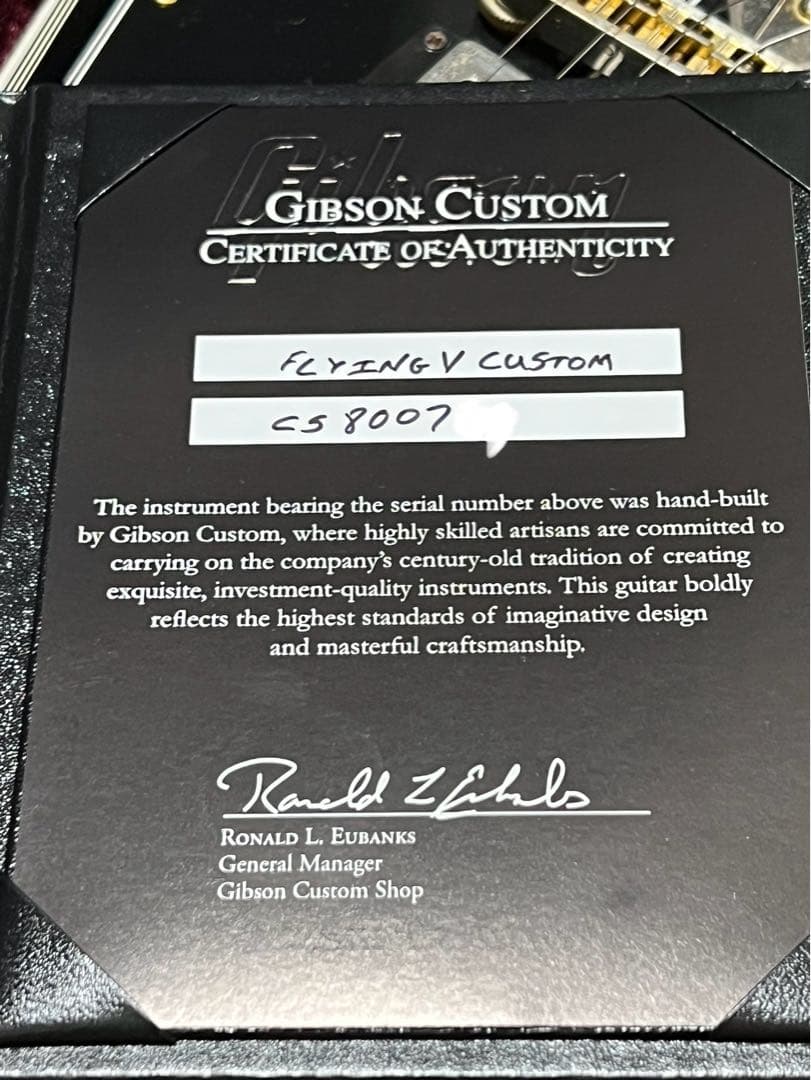 Gibson
GIBSON CUSTOM
CERTIFICATE OF AUTHENTICITY
FLYING V CUSTOM
CS 8007
The instrument bearing the serial number above was hand-built
by Gibson Custom, where highly skilled artisans are committed to
carrying on the company's century-old tradition of creating
exquisite, investment-quality instruments. This guitar boldly
reflects the highest standards of imaginative design
and masterful craftsmanship.
Ronald L Eubanks
RONALD L. EUBANKS
General Manager
Gibson Custom Shop